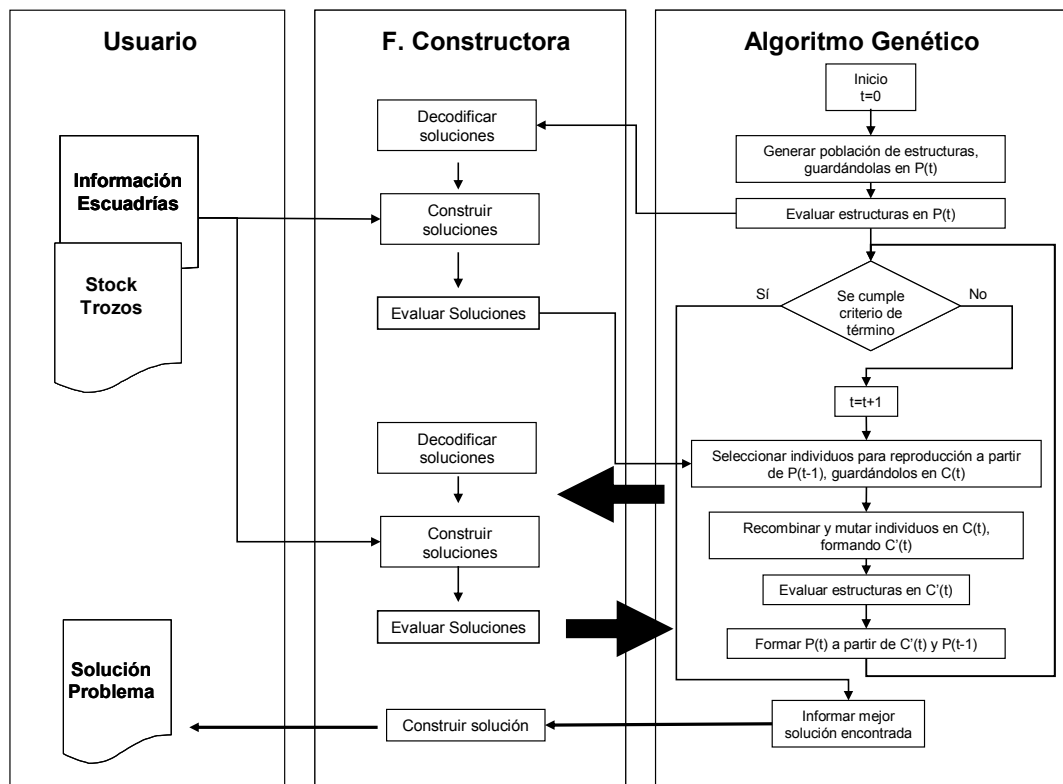 Usuario
Información
Escuadrías
Stock
Trozos
Solución
Problema
F. Constructora
Decodificar
soluciones
Construir
soluciones
Evaluar Soluciones
Decodificar
soluciones
Construir
soluciones
Evaluar Soluciones
Construir solución
Algoritmo Genético
Inicio
t=0
Generar población de estructuras,
guardándolas en P(t)
Evaluar estructuras en P(t)
Sí
Se cumple
criterio de
término
No
t=t+1
Seleccionar individuos para reproducción a partir
de P(t-1), guardándolos en C(t)
Recombinar y mutar individuos en C(t),
formando C’(t)
Evaluar estructuras en C’(t)
Formar P(t) a partir de C’(t) y P(t-1)
Informar mejor
solución encontrada